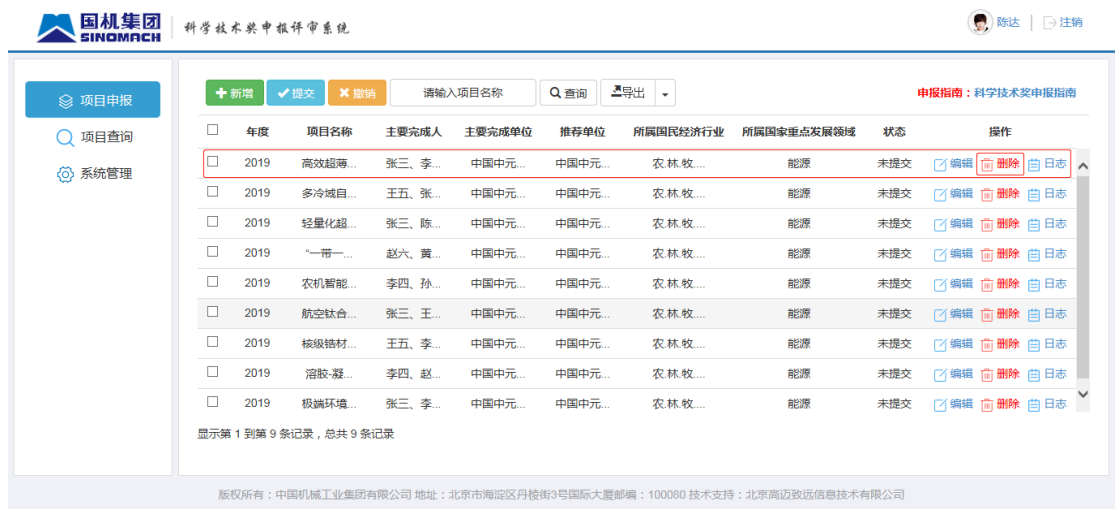 国机集团 SINOMACH 科学技术奖申报评审系统 陈达 注销
项目申报
项目查询
系统管理
新增 提交 撤销 请输入项目名称 查询 导出 申报指南：科学技术奖申报指南
年度 项目名称 主要完成人 主要完成单位 推荐单位 所属国民经济行业 所属国家重点发展领域 状态 操作
2019 高效超薄... 张三、李... 中国中元... 中国中元... 农.林.牧.... 能源 未提交 编辑 删除 日志
2019 多冷域自... 王五、张... 中国中元... 中国中元... 农.林.牧.... 能源 未提交 编辑 删除 日志
2019 轻量化超... 张三、陈... 中国中元... 中国中元... 农.林.牧.... 能源 未提交 编辑 删除 日志
2019 “一带一... 赵六、黄... 中国中元... 中国中元... 农.林.牧.... 能源 未提交 编辑 删除 日志
2019 农机智能... 李四、孙... 中国中元... 中国中元... 农.林.牧.... 能源 未提交 编辑 删除 日志
2019 航空钛合... 张三、王... 中国中元... 中国中元... 农.林.牧.... 能源 未提交 编辑 删除 日志
2019 核级锆材... 王五、李... 中国中元... 中国中元... 农.林.牧.... 能源 未提交 编辑 删除 日志
2019 溶胶-凝... 李四、赵... 中国中元... 中国中元... 农.林.牧.... 能源 未提交 编辑 删除 日志
2019 极端环境... 张三、李... 中国中元... 中国中元... 农.林.牧.... 能源 未提交 编辑 删除 日志
显示第 1 到第 9 条记录，总共 9 条记录
版权所有：中国机械工业集团有限公司 地址：北京市海淀区丹棱街3号国际大厦邮编：100080 技术支持：北京高迈致远信息技术有限公司